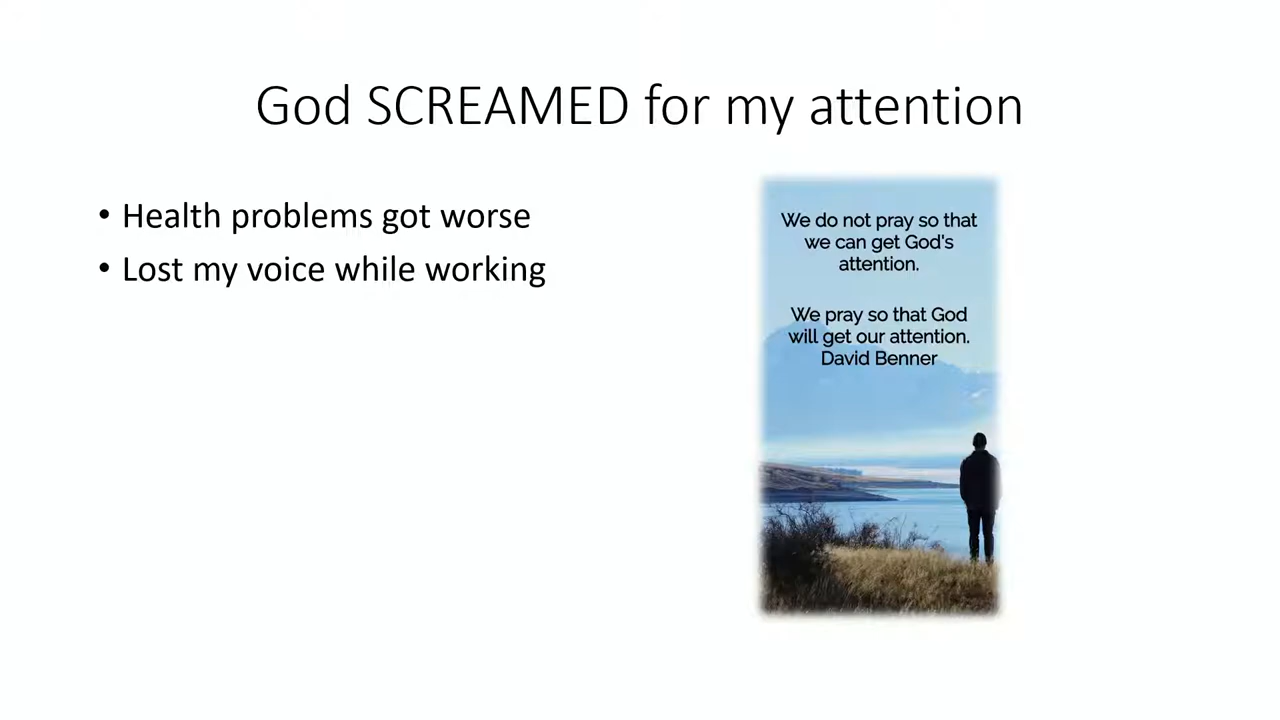 God SCREAMED for my attention
• Health problems got worse
• Lost my voice while working
We do not pray so that
we can get God's
attention.
We pray so that God
will get our attention.
David Benner